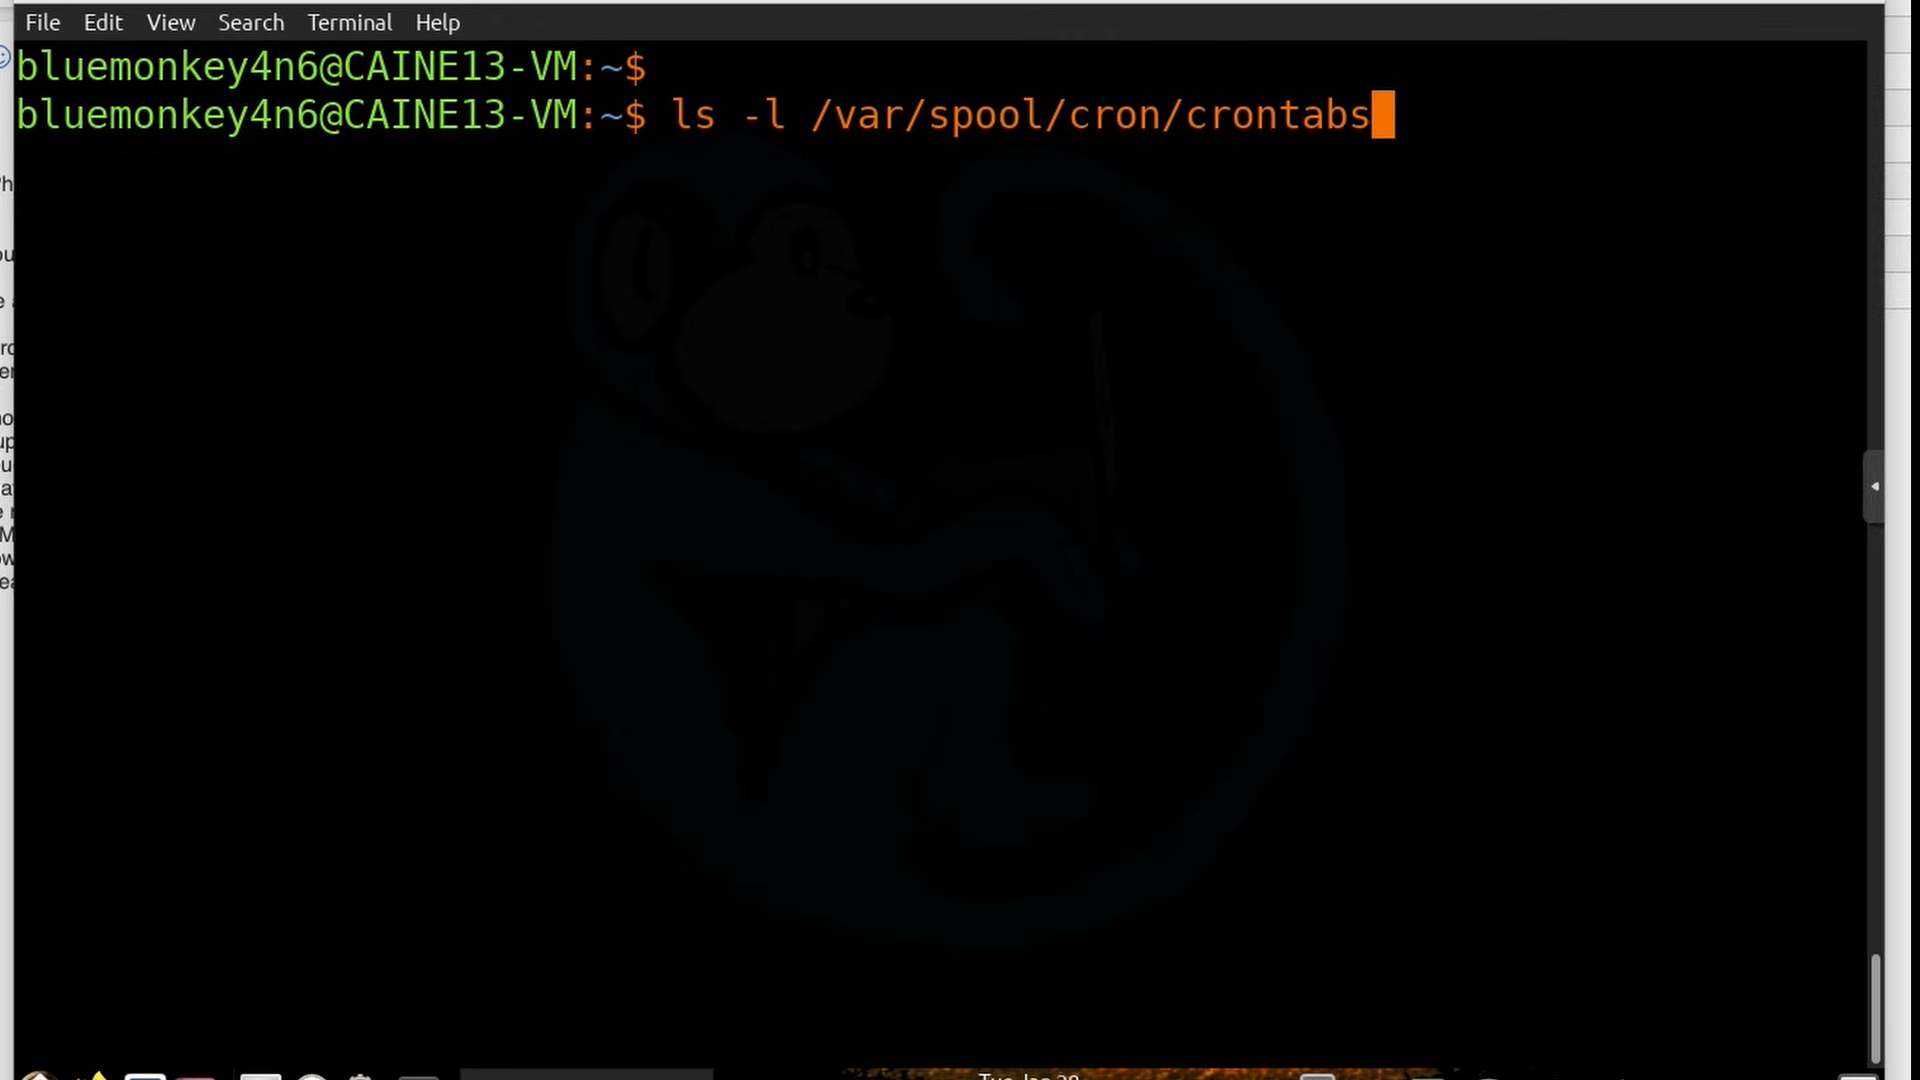 File Edit View Search Terminal Help
bluemonkey4n6@CAINE13-VM:~$
bluemonkey4n6@CAINE13-VM:~$ ls -l /var/spool/cron/crontabs